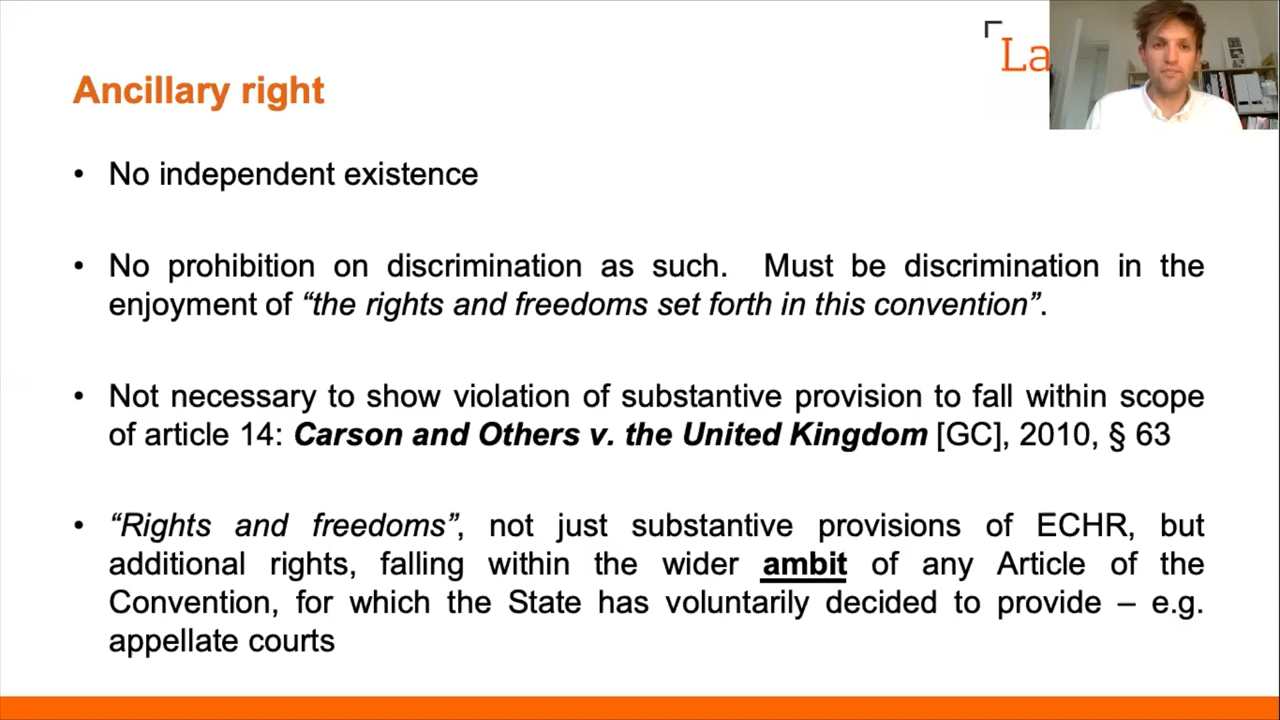 La
Ancillary right
• No independent existence
• No prohibition on discrimination as such. Must be discrimination in the
enjoyment of “the rights and freedoms set forth in this convention”.
• Not necessary to show violation of substantive provision to fall within scope
of article 14: Carson and Others v. the United Kingdom [GC], 2010, § 63
• “Rights and freedoms”, not just substantive provisions of ECHR, but
additional rights, falling within the wider ambit of any Article of the
Convention, for which the State has voluntarily decided to provide – e.g.
appellate courts